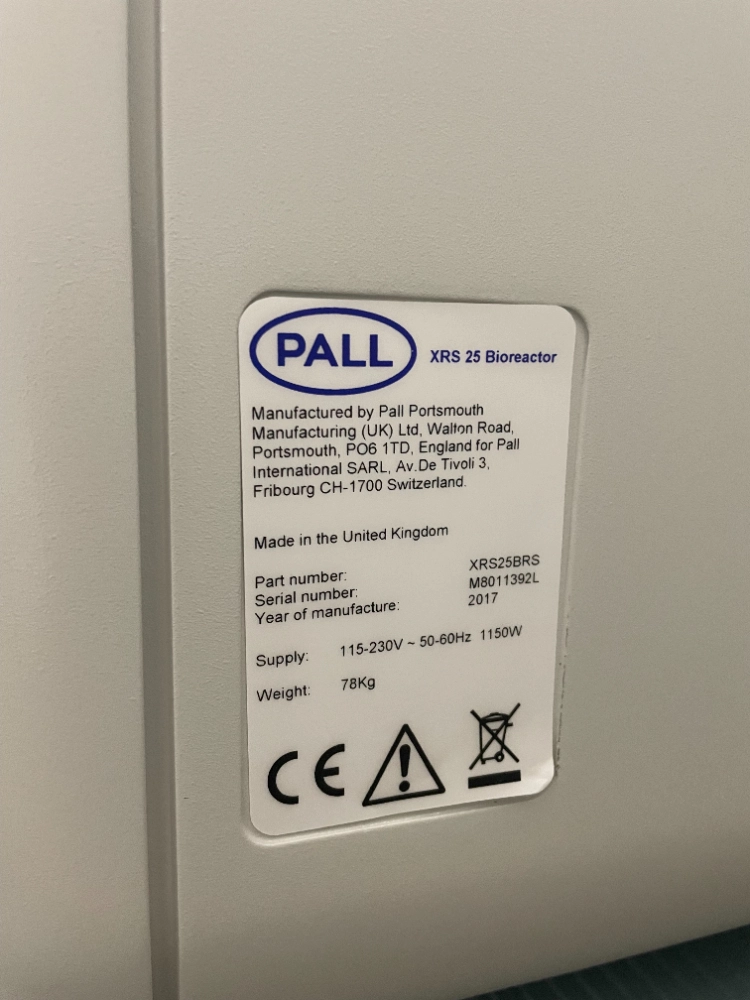 PALL
XRS 25 Bioreactor
Manufactured by Pall Portsmouth
Manufacturing (UK) Ltd, Walton Road,
Portsmouth, PO6 1TD, England for Pall
International SARL, Av.De Tivoli 3,
Fribourg CH-1700 Switzerland.
Made in the United Kingdom
Part number: XRS25BRS
Serial number: M8011392L
Year of manufacture: 2017
Supply: 115-230V ~ 50-60Hz 1150W
Weight: 78Kg
CE